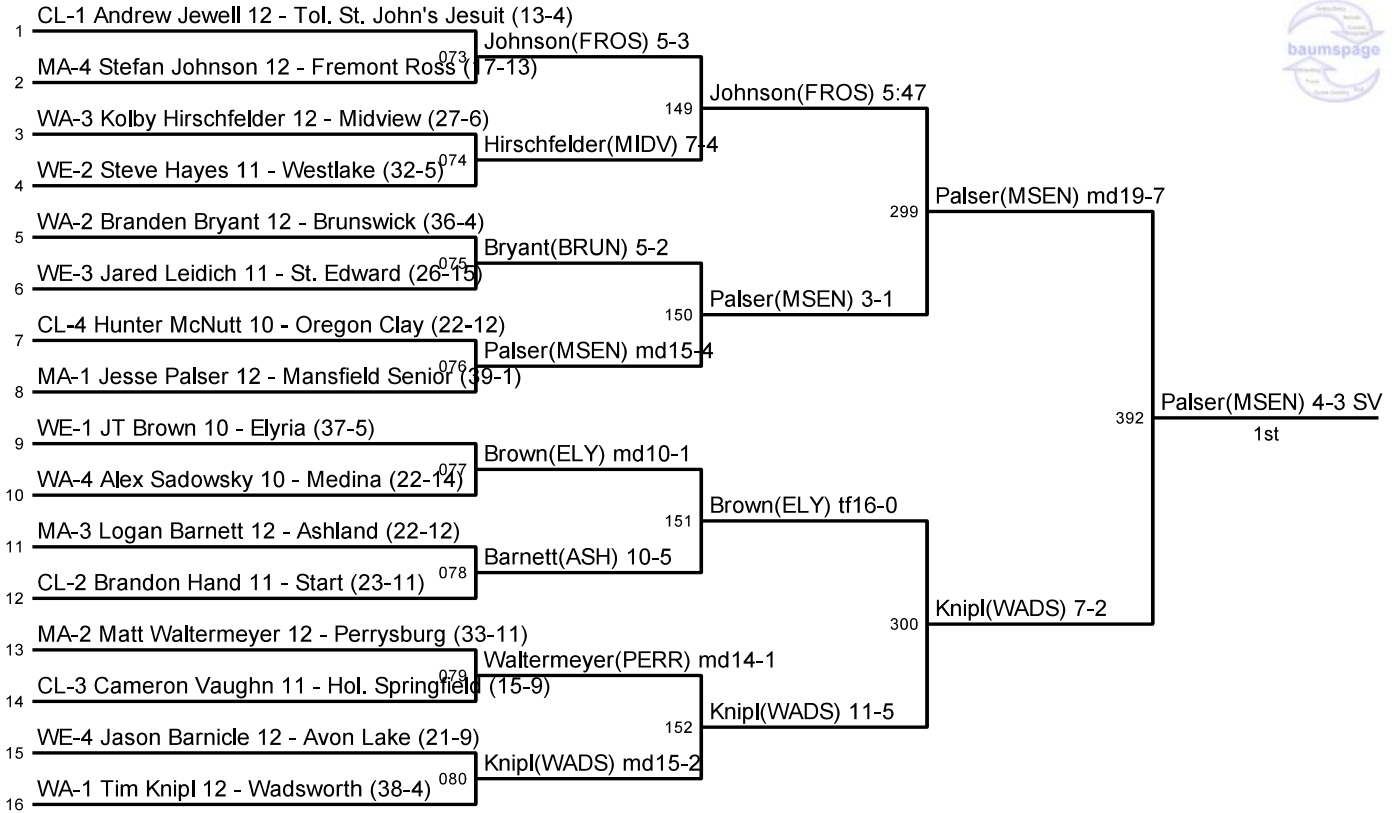 CL-1 Andrew Jewell 12 - Tol. St. John's Jesuit (13-4)
1
073
Johnson(FROS) 5-3
MA-4 Stefan Johnson 12 - Fremont Ross (17-13)
2
149
Johnson(FROS) 5:47
WA-3 Kolby Hirschfelder 12 - Midview (27-6)
3
074
Hirschfelder(MIDV) 7-4
WE-2 Steve Hayes 11 - Westlake (32-5)
4
299
Palser(MSEN) md19-7
WA-2 Branden Bryant 12 - Brunswick (36-4)
5
075
Bryant(BRUN) 5-2
WE-3 Jared Leidich 11 - St. Edward (26-15)
6
150
Palser(MSEN) 3-1
CL-4 Hunter McNutt 10 - Oregon Clay (22-12)
7
076
Palser(MSEN) md15-4
MA-1 Jesse Palser 12 - Mansfield Senior (39-1)
8
392
Palser(MSEN) 4-3 SV
1st
WE-1 JT Brown 10 - Elyria (37-5)
9
077
Brown(ELY) md10-1
WA-4 Alex Sadowsky 10 - Medina (22-14)
10
151
Brown(ELY) tf16-0
MA-3 Logan Barnett 12 - Ashland (22-12)
11
078
Barnett(ASH) 10-5
CL-2 Brandon Hand 11 - Start (23-11)
12
300
Knipl(WADS) 7-2
MA-2 Matt Waltermeyer 12 - Perrysburg (33-11)
13
079
Waltermeyer(PERR) md14-1
CL-3 Cameron Vaughn 11 - Hol. Springfield (15-9)
14
152
Knipl(WADS) 11-5
WE-4 Jason Barnicle 12 - Avon Lake (21-9)
15
080
Knipl(WADS) md15-2
WA-1 Tim Knipl 12 - Wadsworth (38-4)
16
baumspage